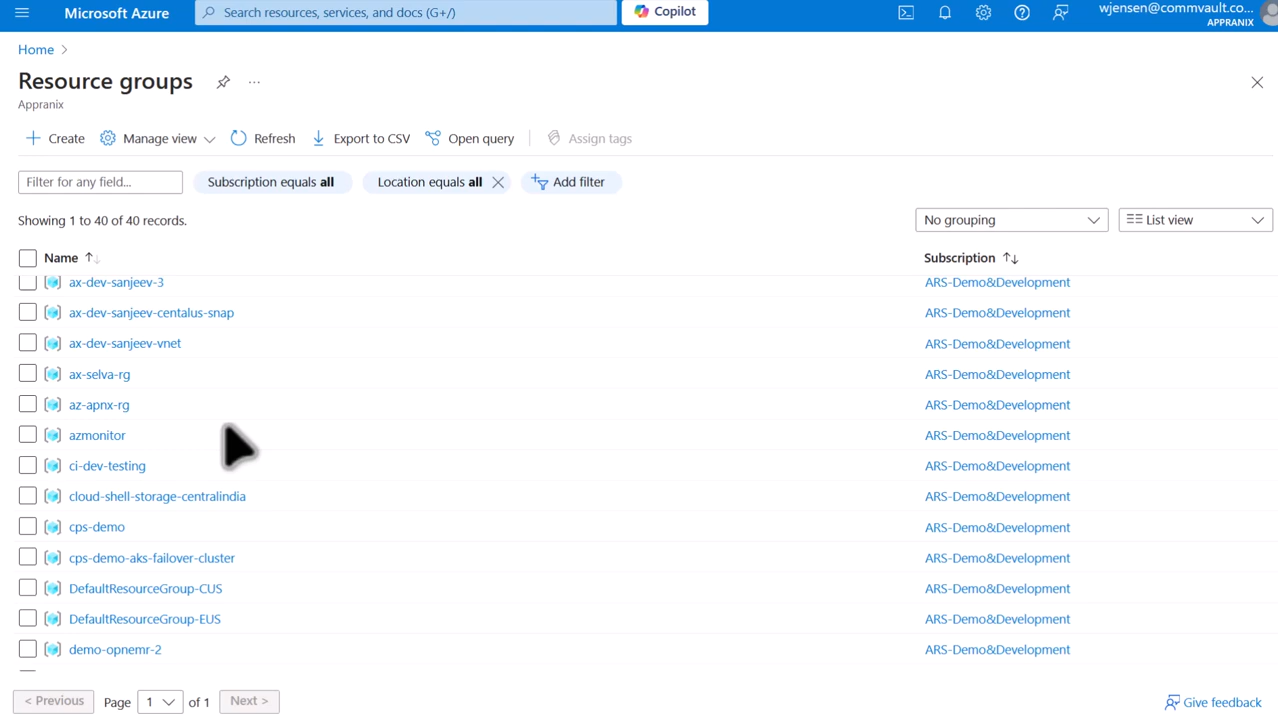 Microsoft Azure Search resources, services, and docs (G+/) Copilot wjensen@commvault.co...
APPRANIX
Home
Resource groups ...
Appranix
Create Manage view Refresh Export to CSV Open query Assign tags
Filter for any field... Subscription equals all Location equals all Add filter
Showing 1 to 40 of 40 records. No grouping List view
Name Subscription
ax-dev-sanjeev-3 ARS-Demo&Development
ax-dev-sanjeev-centalus-snap ARS-Demo&Development
ax-dev-sanjeev-vnet ARS-Demo&Development
ax-selva-rg ARS-Demo&Development
az-apnx-rg ARS-Demo&Development
azmonitor ARS-Demo&Development
ci-dev-testing ARS-Demo&Development
cloud-shell-storage-centralindia ARS-Demo&Development
cps-demo ARS-Demo&Development
cps-demo-aks-failover-cluster ARS-Demo&Development
DefaultResourceGroup-CUS ARS-Demo&Development
DefaultResourceGroup-EUS ARS-Demo&Development
demo-opnemr-2 ARS-Demo&Development
< Previous Page 1 of 1 Next > Give feedback